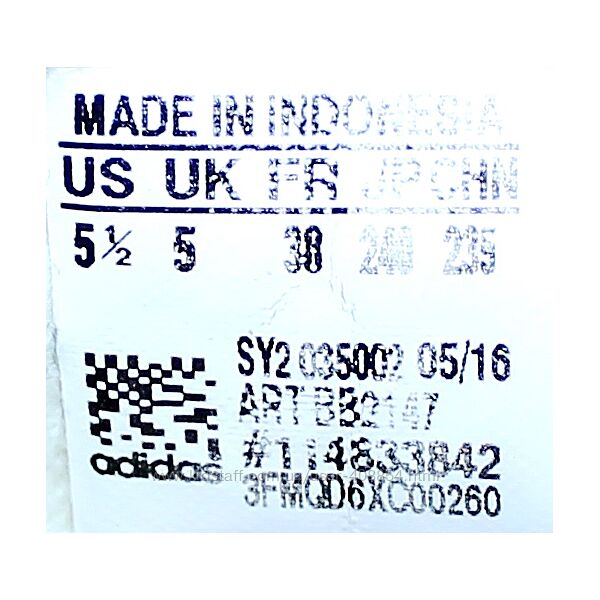 MADE IN INDONESIA
US UK FR JP CHN
5½ 5 38 240 235
SY2 035002 05/16
ART BB2147
#114833842
3FMQD6XC00260
adidas